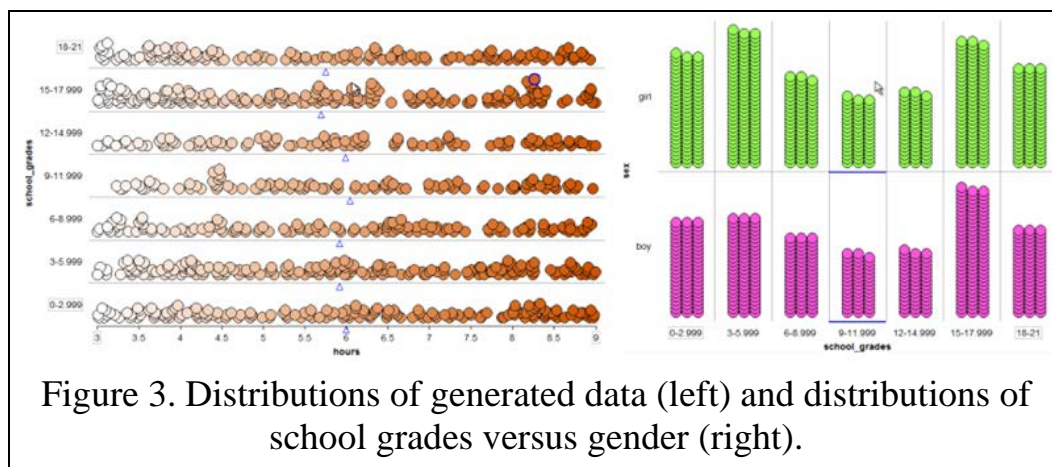 18-21
15-17.999
12-14.999
9-11.999
6-8.999
3-5.999
0-2.999
school_grades
3 3.5 4 4.5 5 5.5 6 6.5 7 7.5 8 8.5 9
hours
girl
sex
boy
0-2.999 3-5.999 6-8.999 9-11.999 12-14.999 15-17.999 18-21
school_grades
Figure 3. Distributions of generated data (left) and distributions of
school grades versus gender (right).